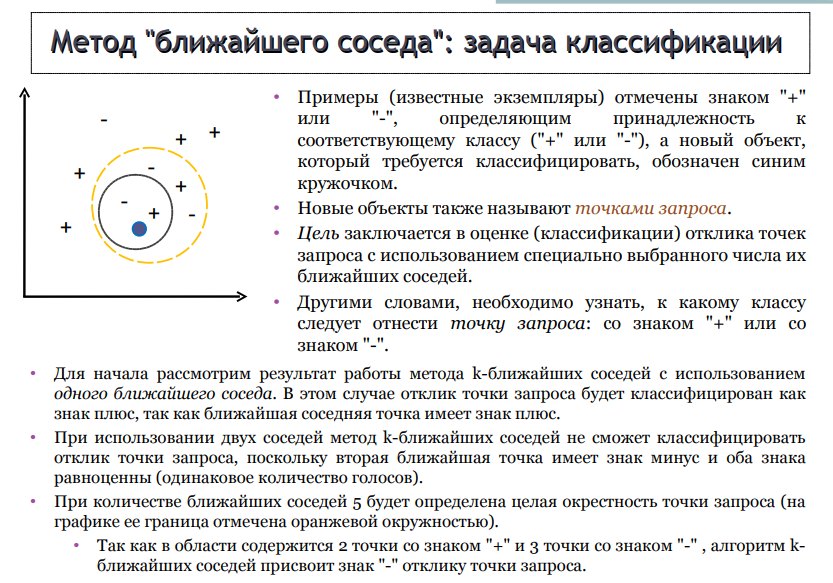 Метод "ближайшего соседа": задача классификации
• Примеры (известные экземпляры) отмечены знаком "+"
или "-", определяющим принадлежность к
соответствующему классу ("+" или "-"), а новый объект,
который требуется классифицировать, обозначен синим
кружочком.
• Новые объекты также называют точками запроса.
• Цель заключается в оценке (классификации) отклика точек
запроса с использованием специально выбранного числа их
ближайших соседей.
• Другими словами, необходимо узнать, к какому классу
следует отнести точку запроса: со знаком "+" или со
знаком "-".
- + +
+ - +
- + -
+
• Для начала рассмотрим результат работы метода k-ближайших соседей с использованием
одного ближайшего соседа. В этом случае отклик точки запроса будет классифицирован как
знак плюс, так как ближайшая соседняя точка имеет знак плюс.
• При использовании двух соседей метод k-ближайших соседей не сможет классифицировать
отклик точки запроса, поскольку вторая ближайшая точка имеет знак минус и оба знака
равноценны (одинаковое количество голосов).
• При количестве ближайших соседей 5 будет определена целая окрестность точки запроса (на
графике ее граница отмечена оранжевой окружностью).
• Так как в области содержится 2 точки со знаком "+" и 3 точки со знаком "-" , алгоритм k-
ближайших соседей присвоит знак "-" отклику точки запроса.